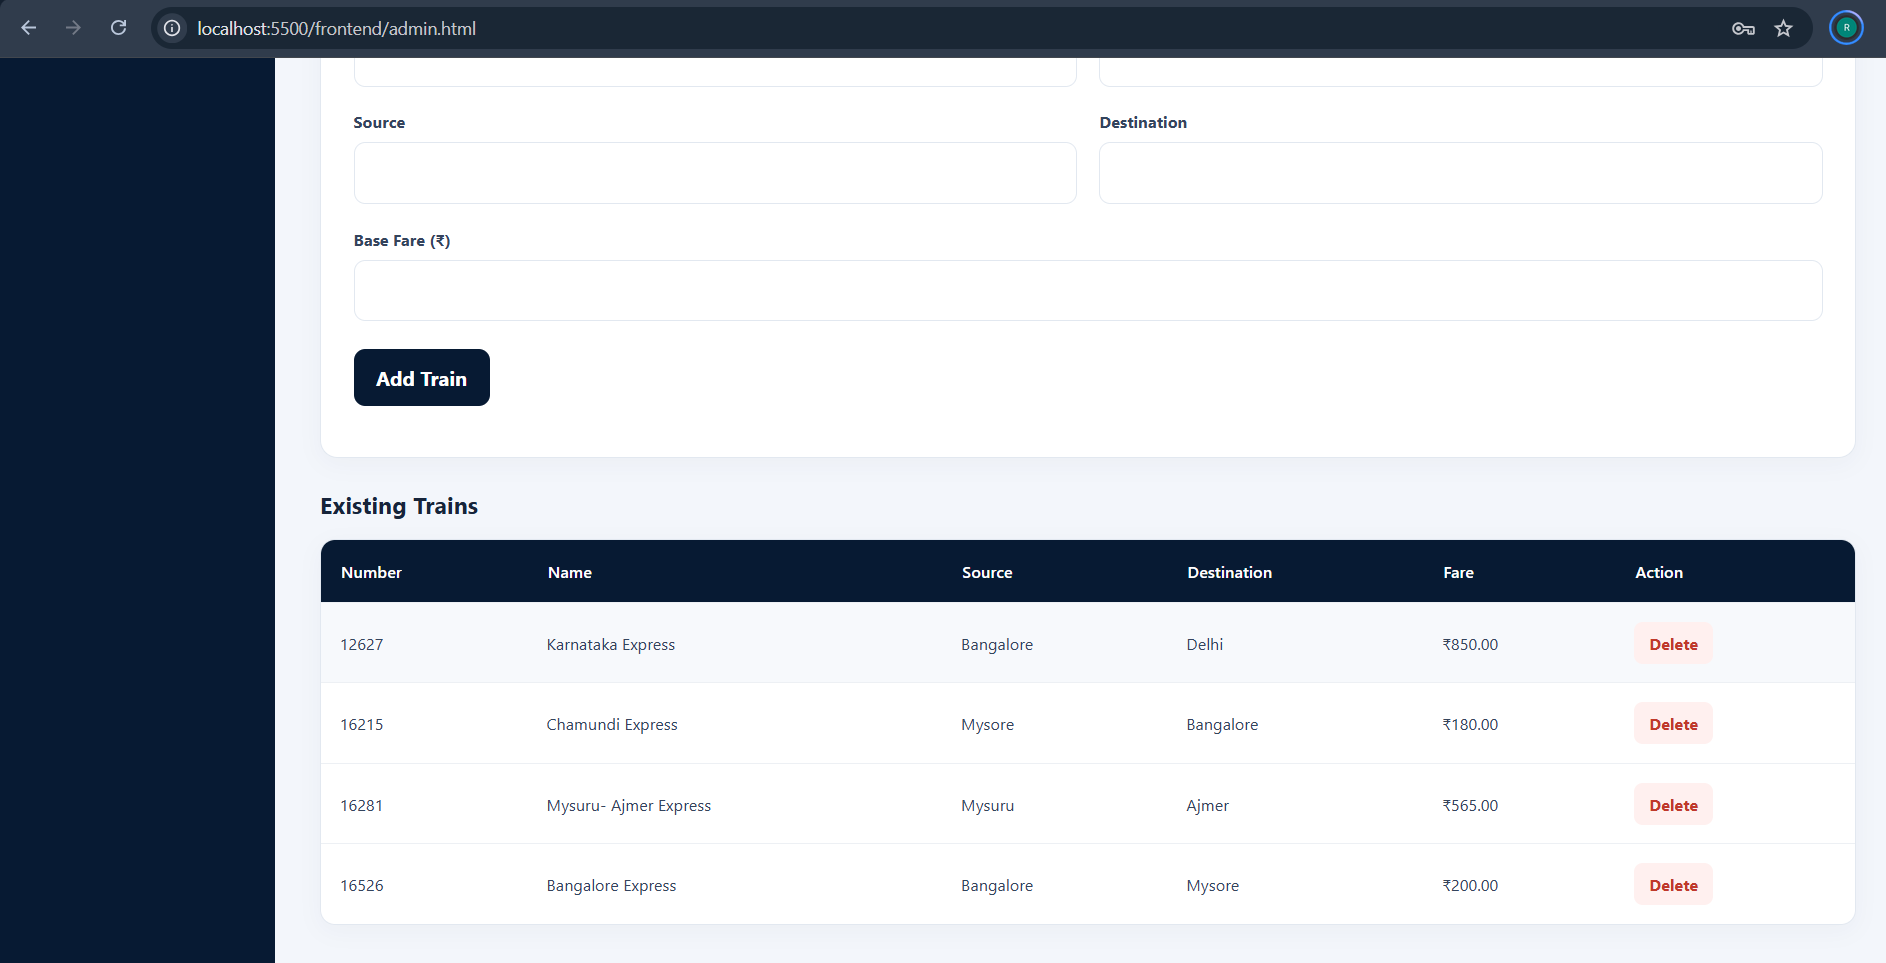 localhost:5500/frontend/admin.html
R
Source Destination
Base Fare (₹)
Add Train
Existing Trains
Number Name Source Destination Fare Action
12627 Karnataka Express Bangalore Delhi ₹850.00 Delete
16215 Chamundi Express Mysore Bangalore ₹180.00 Delete
16281 Mysuru- Ajmer Express Mysuru Ajmer ₹565.00 Delete
16526 Bangalore Express Bangalore Mysore ₹200.00 Delete